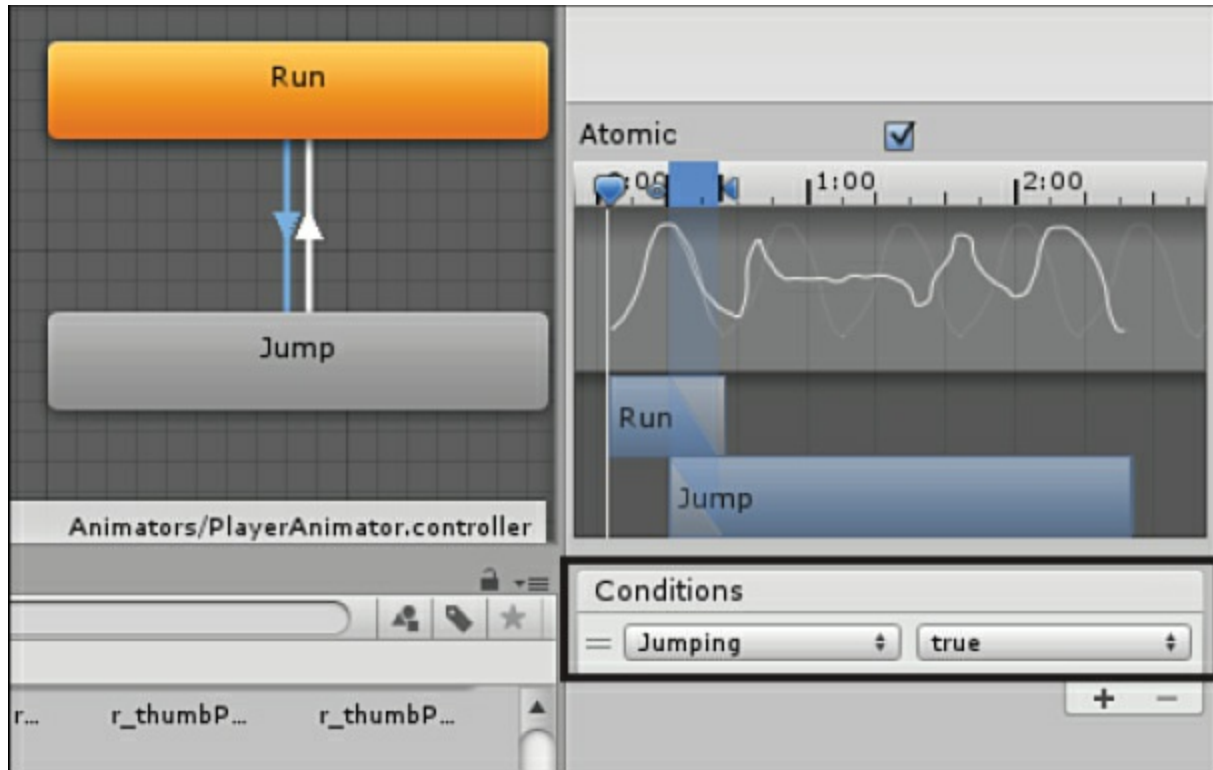 Run
Jump
Animators/PlayerAnimator.controller
r... r_thumbP... r_thumbP...
Atomic
1:00 2:00
Run
Jump
Conditions
Jumping true